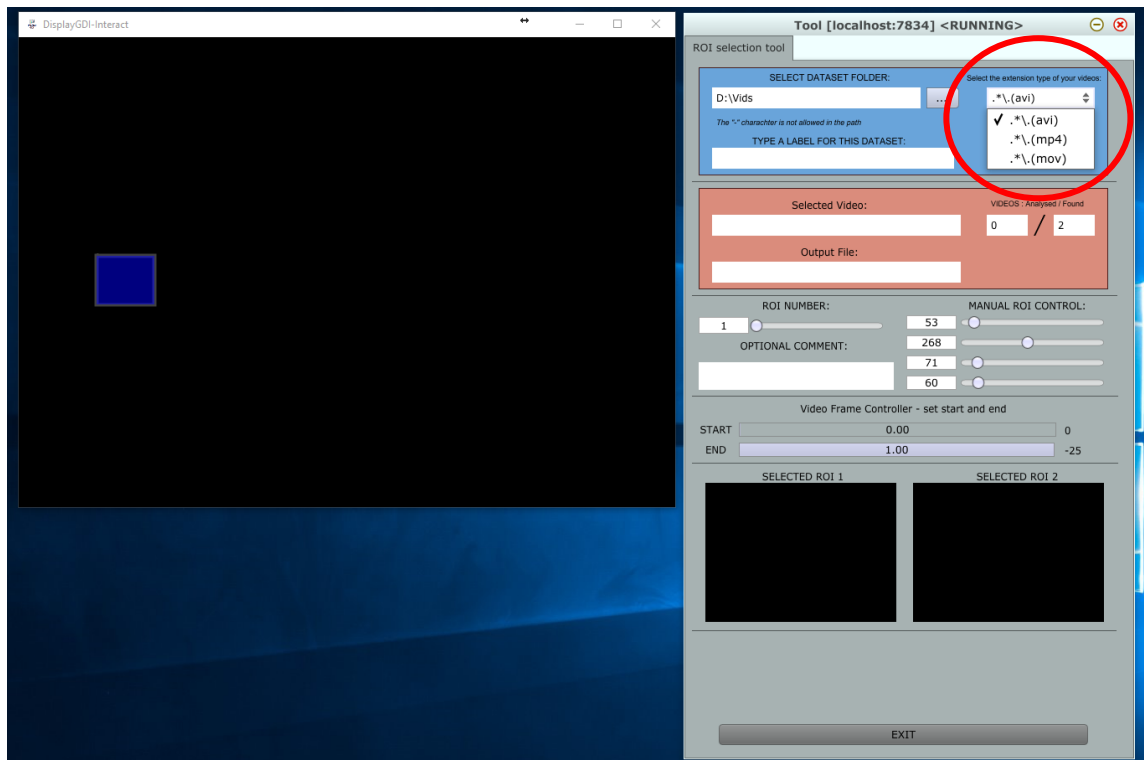 DisplayGDI-Interact
Tool [localhost:7834] <RUNNING>
ROI selection tool
SELECT DATASET FOLDER:
Select the extension type of your videos:
D:\Vids
...
.*\.(avi)
The "-" charachter is not allowed in the path
✓ .*\.(avi)
.*\.(mp4)
.*\.(mov)
TYPE A LABEL FOR THIS DATASET:
Selected Video:
VIDEOS : Analysed / Found
0 / 2
Output File:
ROI NUMBER:
MANUAL ROI CONTROL:
1
53
268
71
60
OPTIONAL COMMENT:
Video Frame Controller - set start and end
START 0.00 0
END 1.00 -25
SELECTED ROI 1
SELECTED ROI 2
EXIT